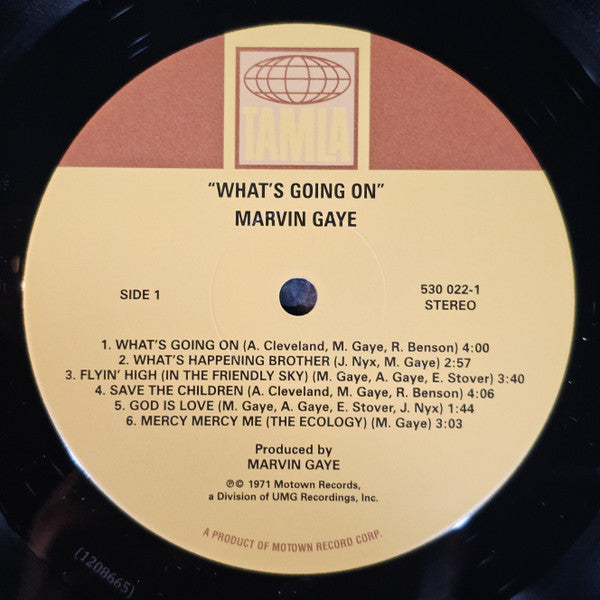 TAMLA
"WHAT'S GOING ON"
MARVIN GAYE
SIDE 1
530 022-1
STEREO
1. WHAT'S GOING ON (A. Cleveland, M. Gaye, R. Benson) 4:00
2. WHAT'S HAPPENING BROTHER (J. Nyx, M. Gaye) 2:57
3. FLYIN' HIGH (IN THE FRIENDLY SKY) (M. Gaye, A. Gaye, E. Stover) 3:40
4. SAVE THE CHILDREN (A. Cleveland, M. Gaye, R. Benson) 4:06
5. GOD IS LOVE (M. Gaye, A. Gaye, E. Stover, J. Nyx) 1:44
6. MERCY MERCY ME (THE ECOLOGY) (M. Gaye) 3:03
Produced by
MARVIN GAYE
℗© 1971 Motown Records,
a Division of UMG Recordings, Inc.
A PRODUCT OF MOTOWN RECORD CORP.
(1208665)